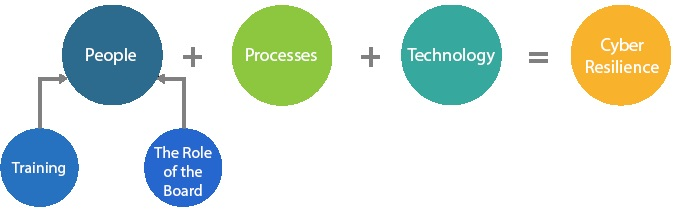 People
+
Processes
+
Technology
=
Cyber
Resilience
Training
The Role
of the
Board